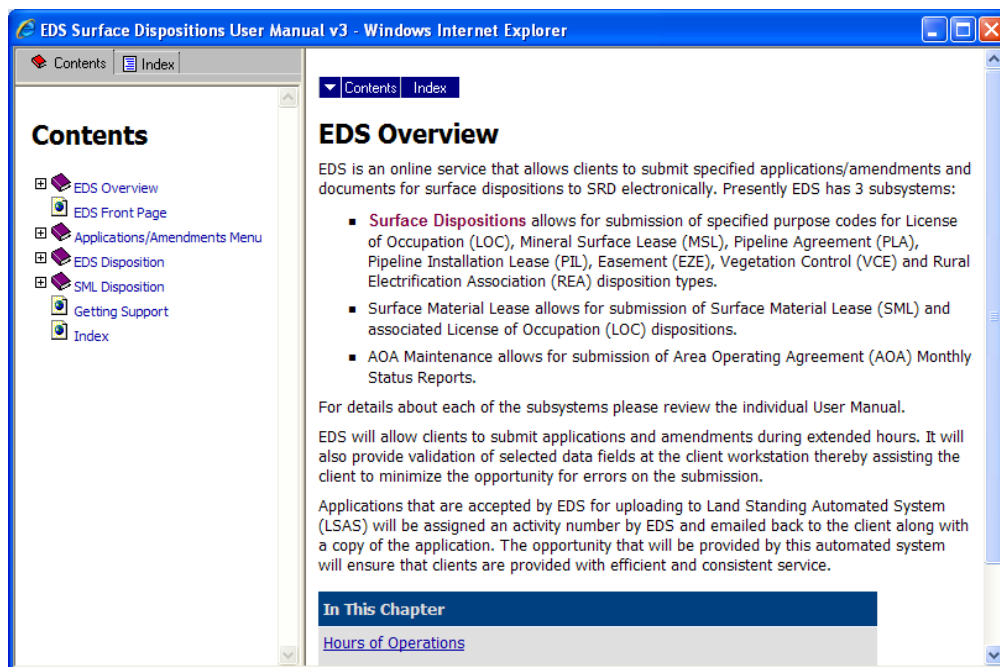 EDS Surface Dispositions User Manual v3 - Windows Internet Explorer
Contents Index
Contents
EDS Overview
EDS Front Page
Applications/Amendments Menu
EDS Disposition
SML Disposition
Getting Support
Index
Contents Index
EDS Overview
EDS is an online service that allows clients to submit specified applications/amendments and
documents for surface dispositions to SRD electronically. Presently EDS has 3 subsystems:
Surface Dispositions allows for submission of specified purpose codes for License
of Occupation (LOC), Mineral Surface Lease (MSL), Pipeline Agreement (PLA),
Pipeline Installation Lease (PIL), Easement (EZE), Vegetation Control (VCE) and Rural
Electrification Association (REA) disposition types.
Surface Material Lease allows for submission of Surface Material Lease (SML) and
associated License of Occupation (LOC) dispositions.
AOA Maintenance allows for submission of Area Operating Agreement (AOA) Monthly
Status Reports.
For details about each of the subsystems please review the individual User Manual.
EDS will allow clients to submit applications and amendments during extended hours. It will
also provide validation of selected data fields at the client workstation thereby assisting the
client to minimize the opportunity for errors on the submission.
Applications that are accepted by EDS for uploading to Land Standing Automated System
(LSAS) will be assigned an activity number by EDS and emailed back to the client along with
a copy of the application. The opportunity that will be provided by this automated system
will ensure that clients are provided with efficient and consistent service.
In This Chapter
Hours of Operations